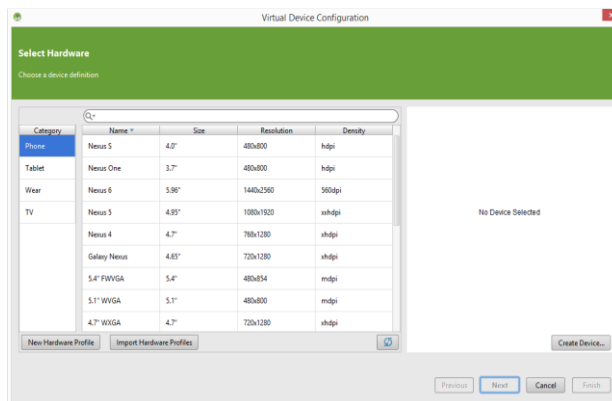 Virtual Device Configuration
Select Hardware
Choose a device definition
Category Name Size Resolution Density
Phone Nexus S 4.0" 480x800 hdpi
Tablet Nexus One 3.7" 480x800 hdpi
Wear Nexus 6 5.96" 1440x2560 560dpi
TV Nexus 5 4.95" 1080x1920 xxhdpi
Nexus 4 4.7" 768x1280 xhdpi
Galaxy Nexus 4.65" 720x1280 xhdpi
5.4" FWVGA 5.4" 480x854 mdpi
5.1" WVGA 5.1" 480x800 mdpi
4.7" WXGA 4.7" 720x1280 xhdpi
No Device Selected
New Hardware Profile Import Hardware Profiles Create Device...
Previous Next Cancel Finish